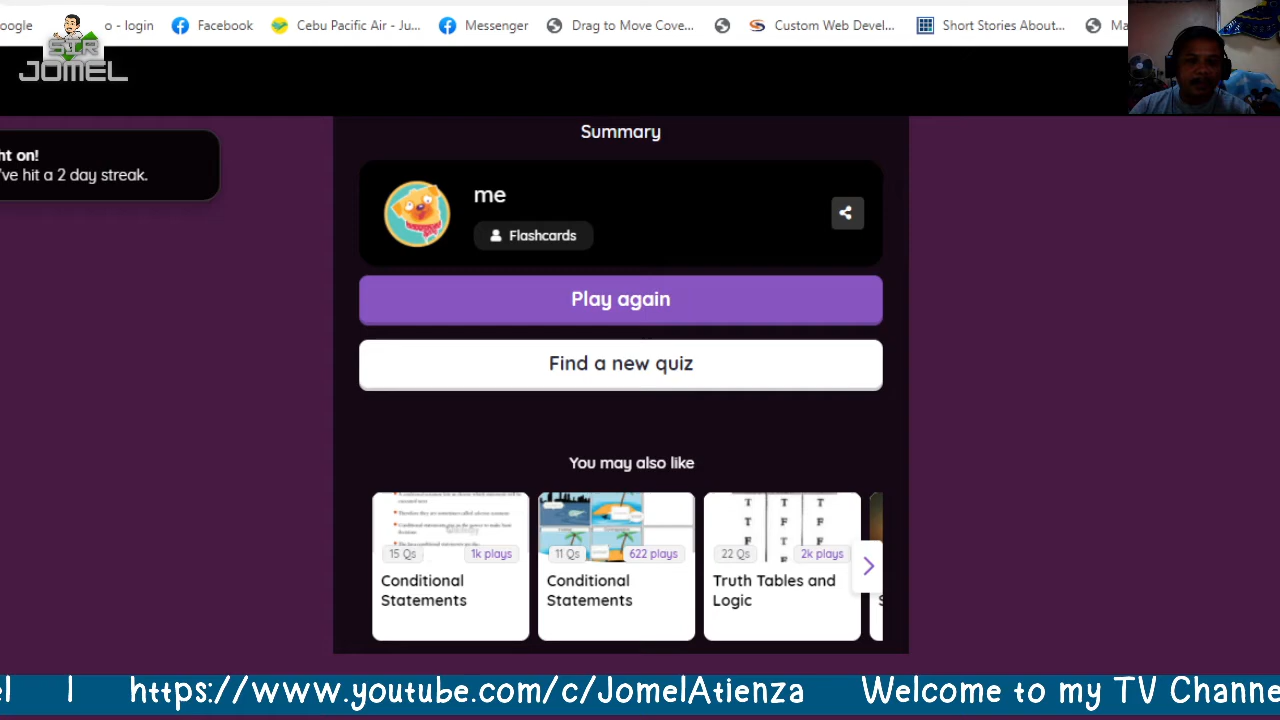 oogle
o - login
Facebook
Cebu Pacific Air - Ju...
Messenger
Drag to Move Cove...
Custom Web Devel...
Short Stories About...
Ma
SIR
JOMEL
Summary
ht on!
've hit a 2 day streak.
me
Flashcards
Play again
Find a new quiz
You may also like
15 Qs
1k plays
Conditional
Statements
11 Qs
622 plays
Conditional
Statements
T T T
T F F
F T F
F F
22 Qs
2k plays
Truth Tables and
Logic
S
el | https://www.youtube.com/c/JomelAtienza Welcome to my TV Channe